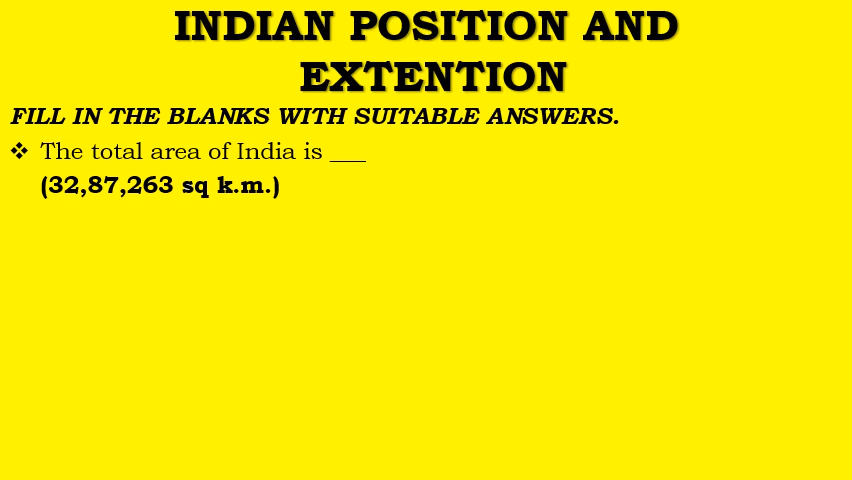 INDIAN POSITION AND
EXTENTION
FILL IN THE BLANKS WITH SUITABLE ANSWERS.
❖ The total area of India is ___
(32,87,263 sq k.m.)